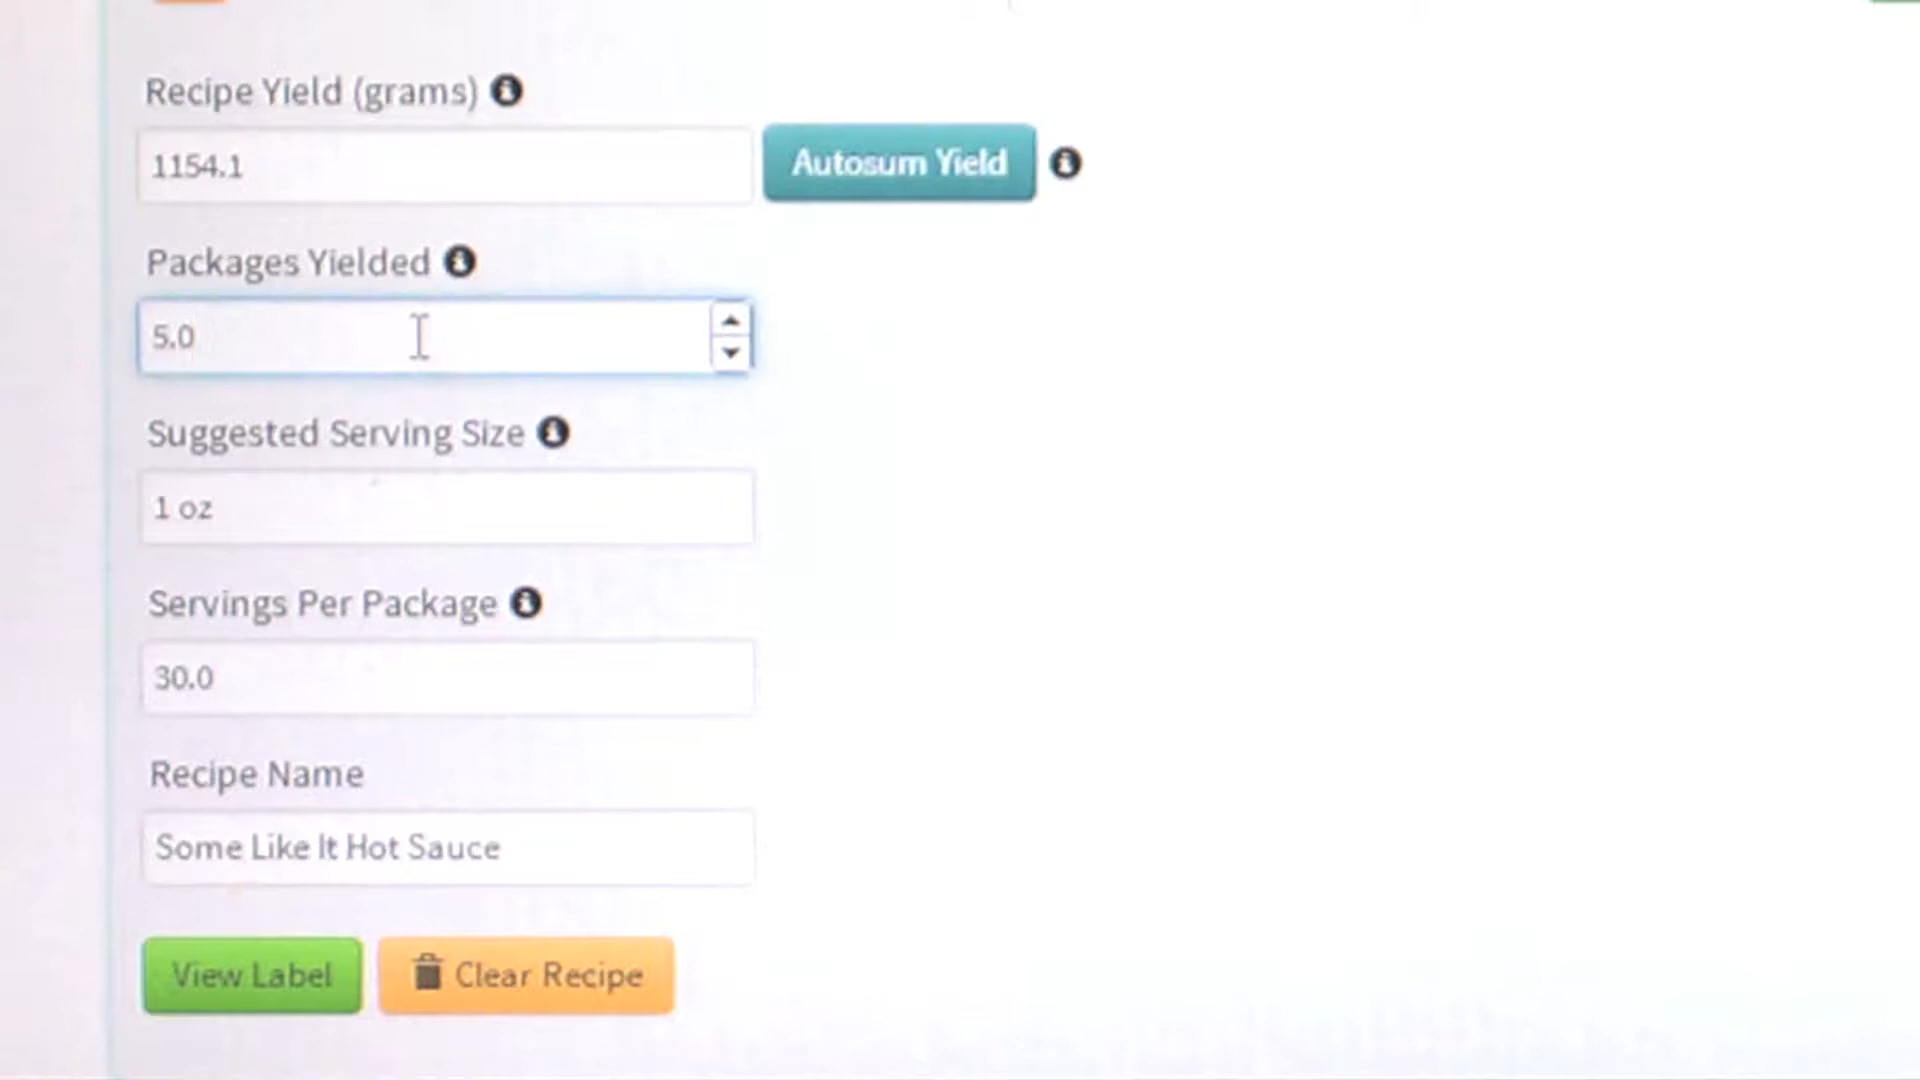 Recipe Yield (grams)
1154.1
Autosum Yield
Packages Yielded
5.0
Suggested Serving Size
1 oz
Servings Per Package
30.0
Recipe Name
Some Like It Hot Sauce
View Label
Clear Recipe